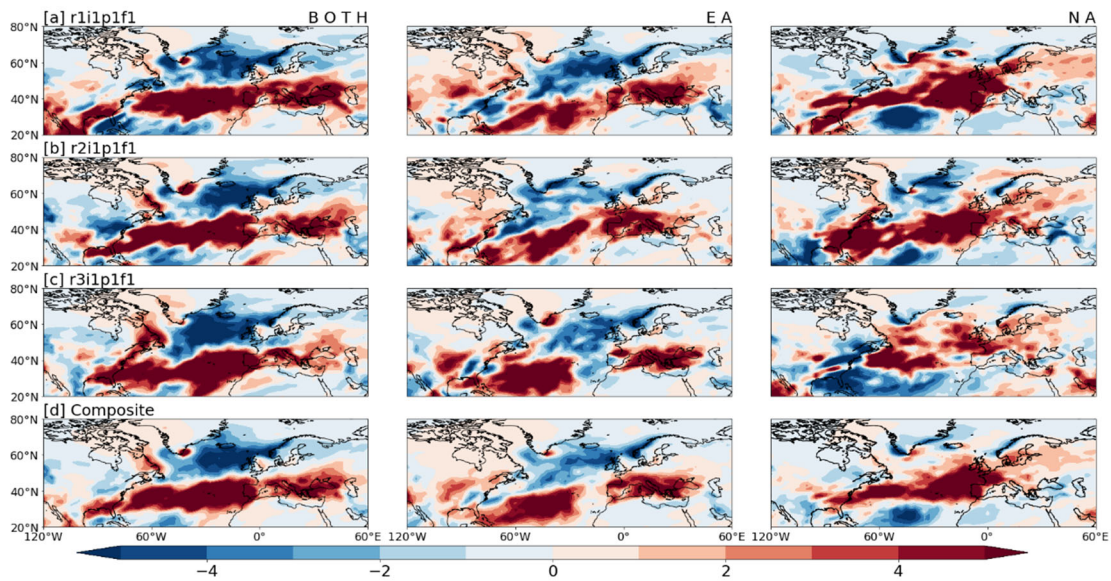 [a] r1i1p1f1 B O T H E A N A
80°N
60°N
40°N
20°N
[b] r2i1p1f1
80°N
60°N
40°N
20°N
[c] r3i1p1f1
80°N
60°N
40°N
20°N
[d] Composite
80°N
60°N
40°N
20°N
120°W 60°W 0° 60°E 120°W 60°W 0° 60°E 120°W 60°W 0° 60°E
−4 −2 0 2 4